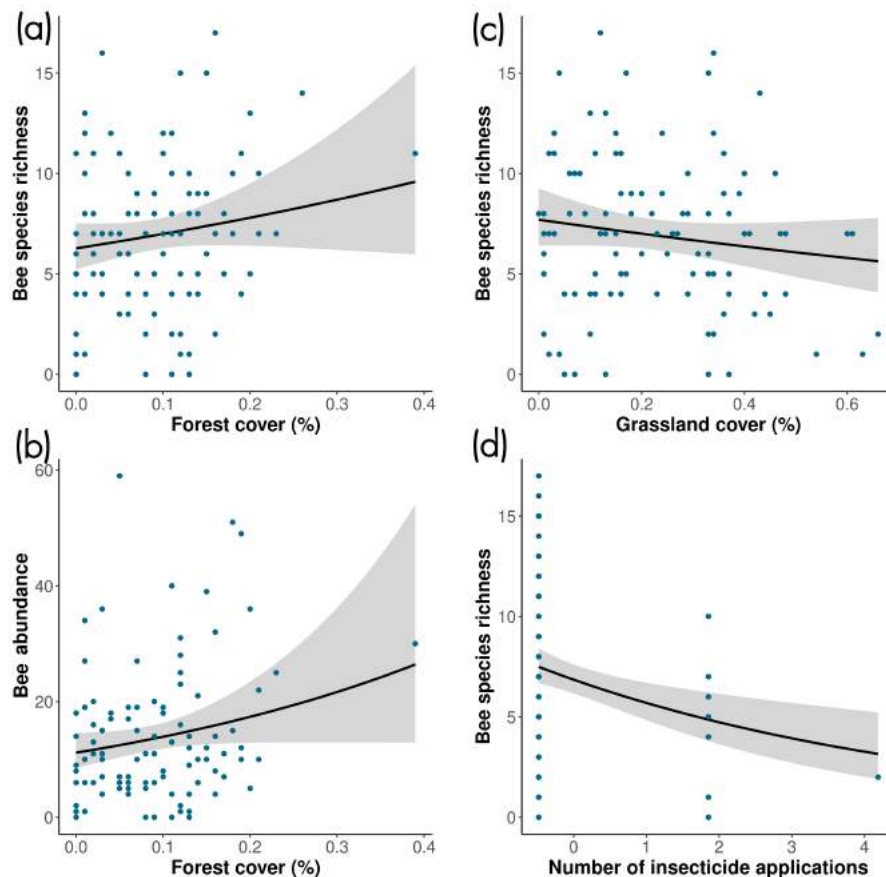 (a)
Bee species richness
15
10
5
0
0.0 0.1 0.2 0.3 0.4
Forest cover (%)
(c)
Bee species richness
15
10
5
0
0.0 0.2 0.4 0.6
Grassland cover (%)
(b)
Bee abundance
60
40
20
0
0.0 0.1 0.2 0.3 0.4
Forest cover (%)
(d)
Bee species richness
15
10
5
0
0 1 2 3 4
Number of insecticide applications